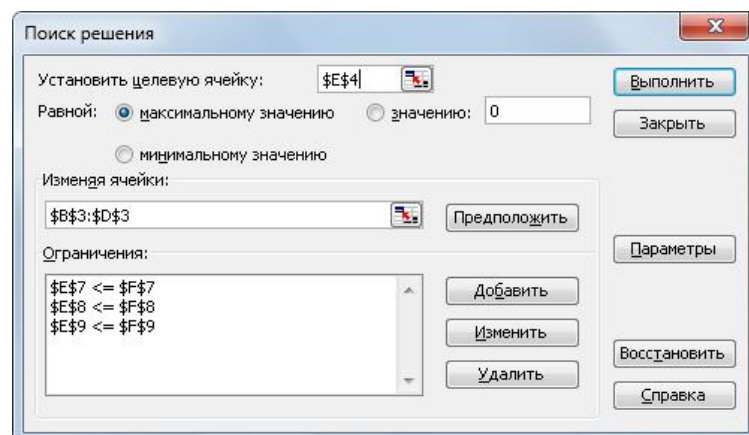 Поиск решения
Установить целевую ячейку: $E$4
Выполнить
Равной: максимальному значению значению: 0
Закрыть
минимальному значению
Изменяя ячейки:
$B$3:$D$3
Предположить
Ограничения:
Параметры
$E$7 <= $F$7
$E$8 <= $F$8
$E$9 <= $F$9
Добавить
Изменить
Удалить
Восстановить
Справка